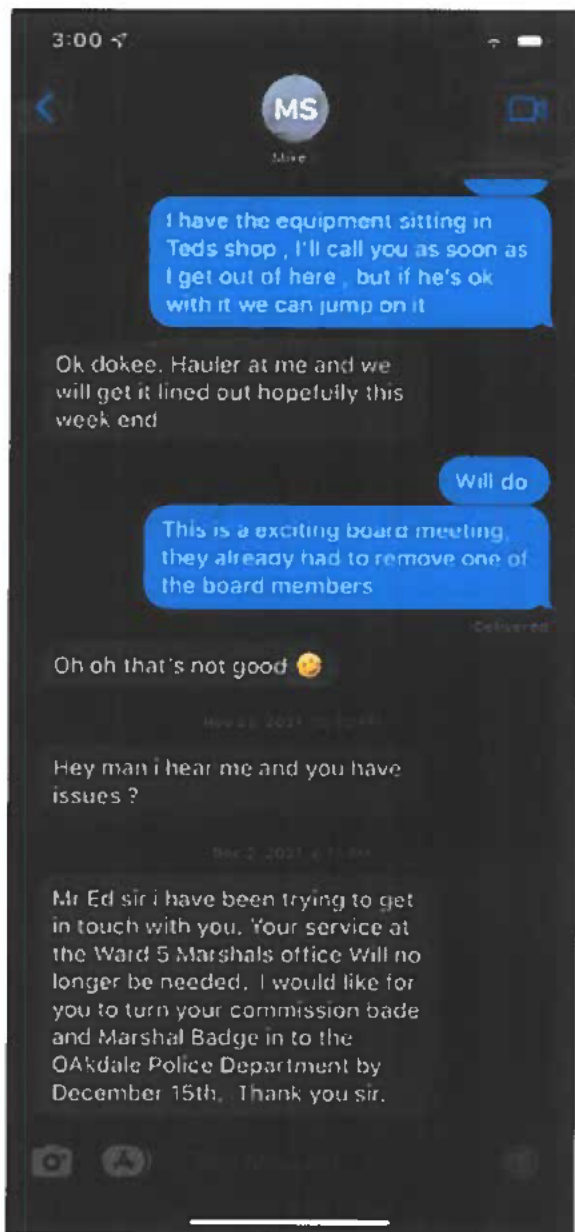 3:00
MS
Mike
I have the equipment sitting in
Teds shop , I'll call you as soon as
I get out of here , but if he's ok
with it we can jump on it
Ok dokee. Hauler at me and we
will get it lined out hopefully this
week end
Will do
This is a exciting board meeting,
they already had to remove one of
the board members
Delivered
Oh oh that's not good 🤣
Hey man i hear me and you have
issues ?
Dec 2, 2021
Mr Ed sir i have been trying to get
in touch with you. Your service at
the Ward 5 Marshals office Will no
longer be needed. I would like for
you to turn your commission bade
and Marshal Badge in to the
OAkdale Police Department by
December 15th. Thank you sir.